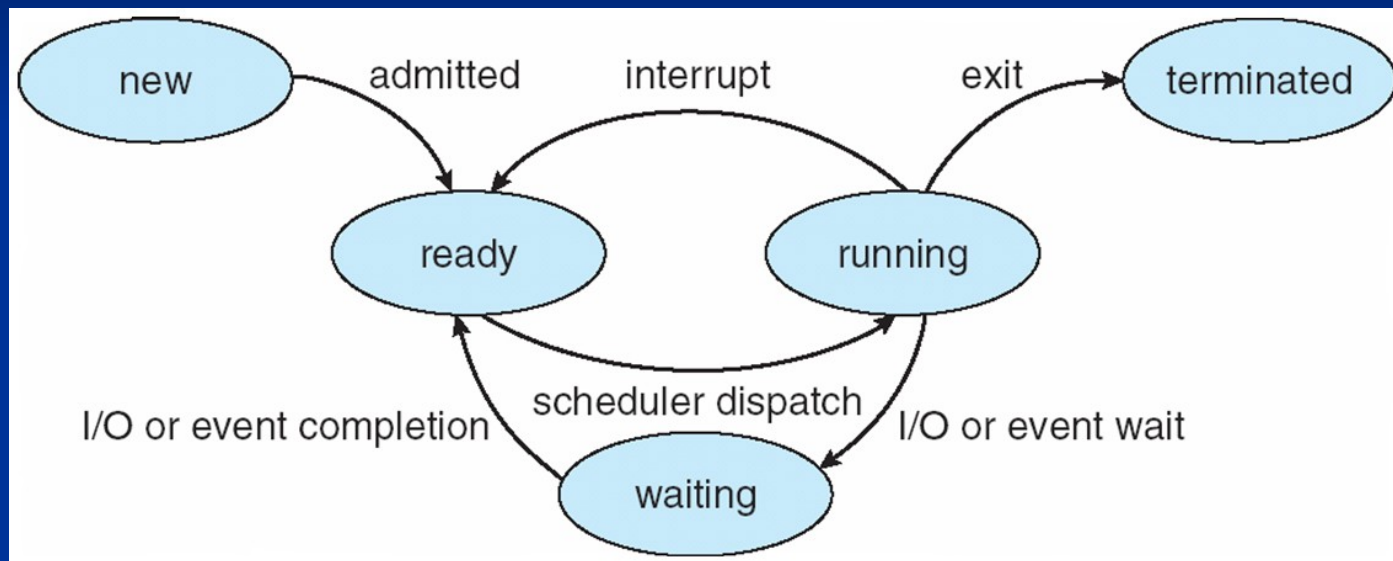 new
admitted
interrupt
exit
terminated
ready
running
scheduler dispatch
I/O or event completion
I/O or event wait
waiting